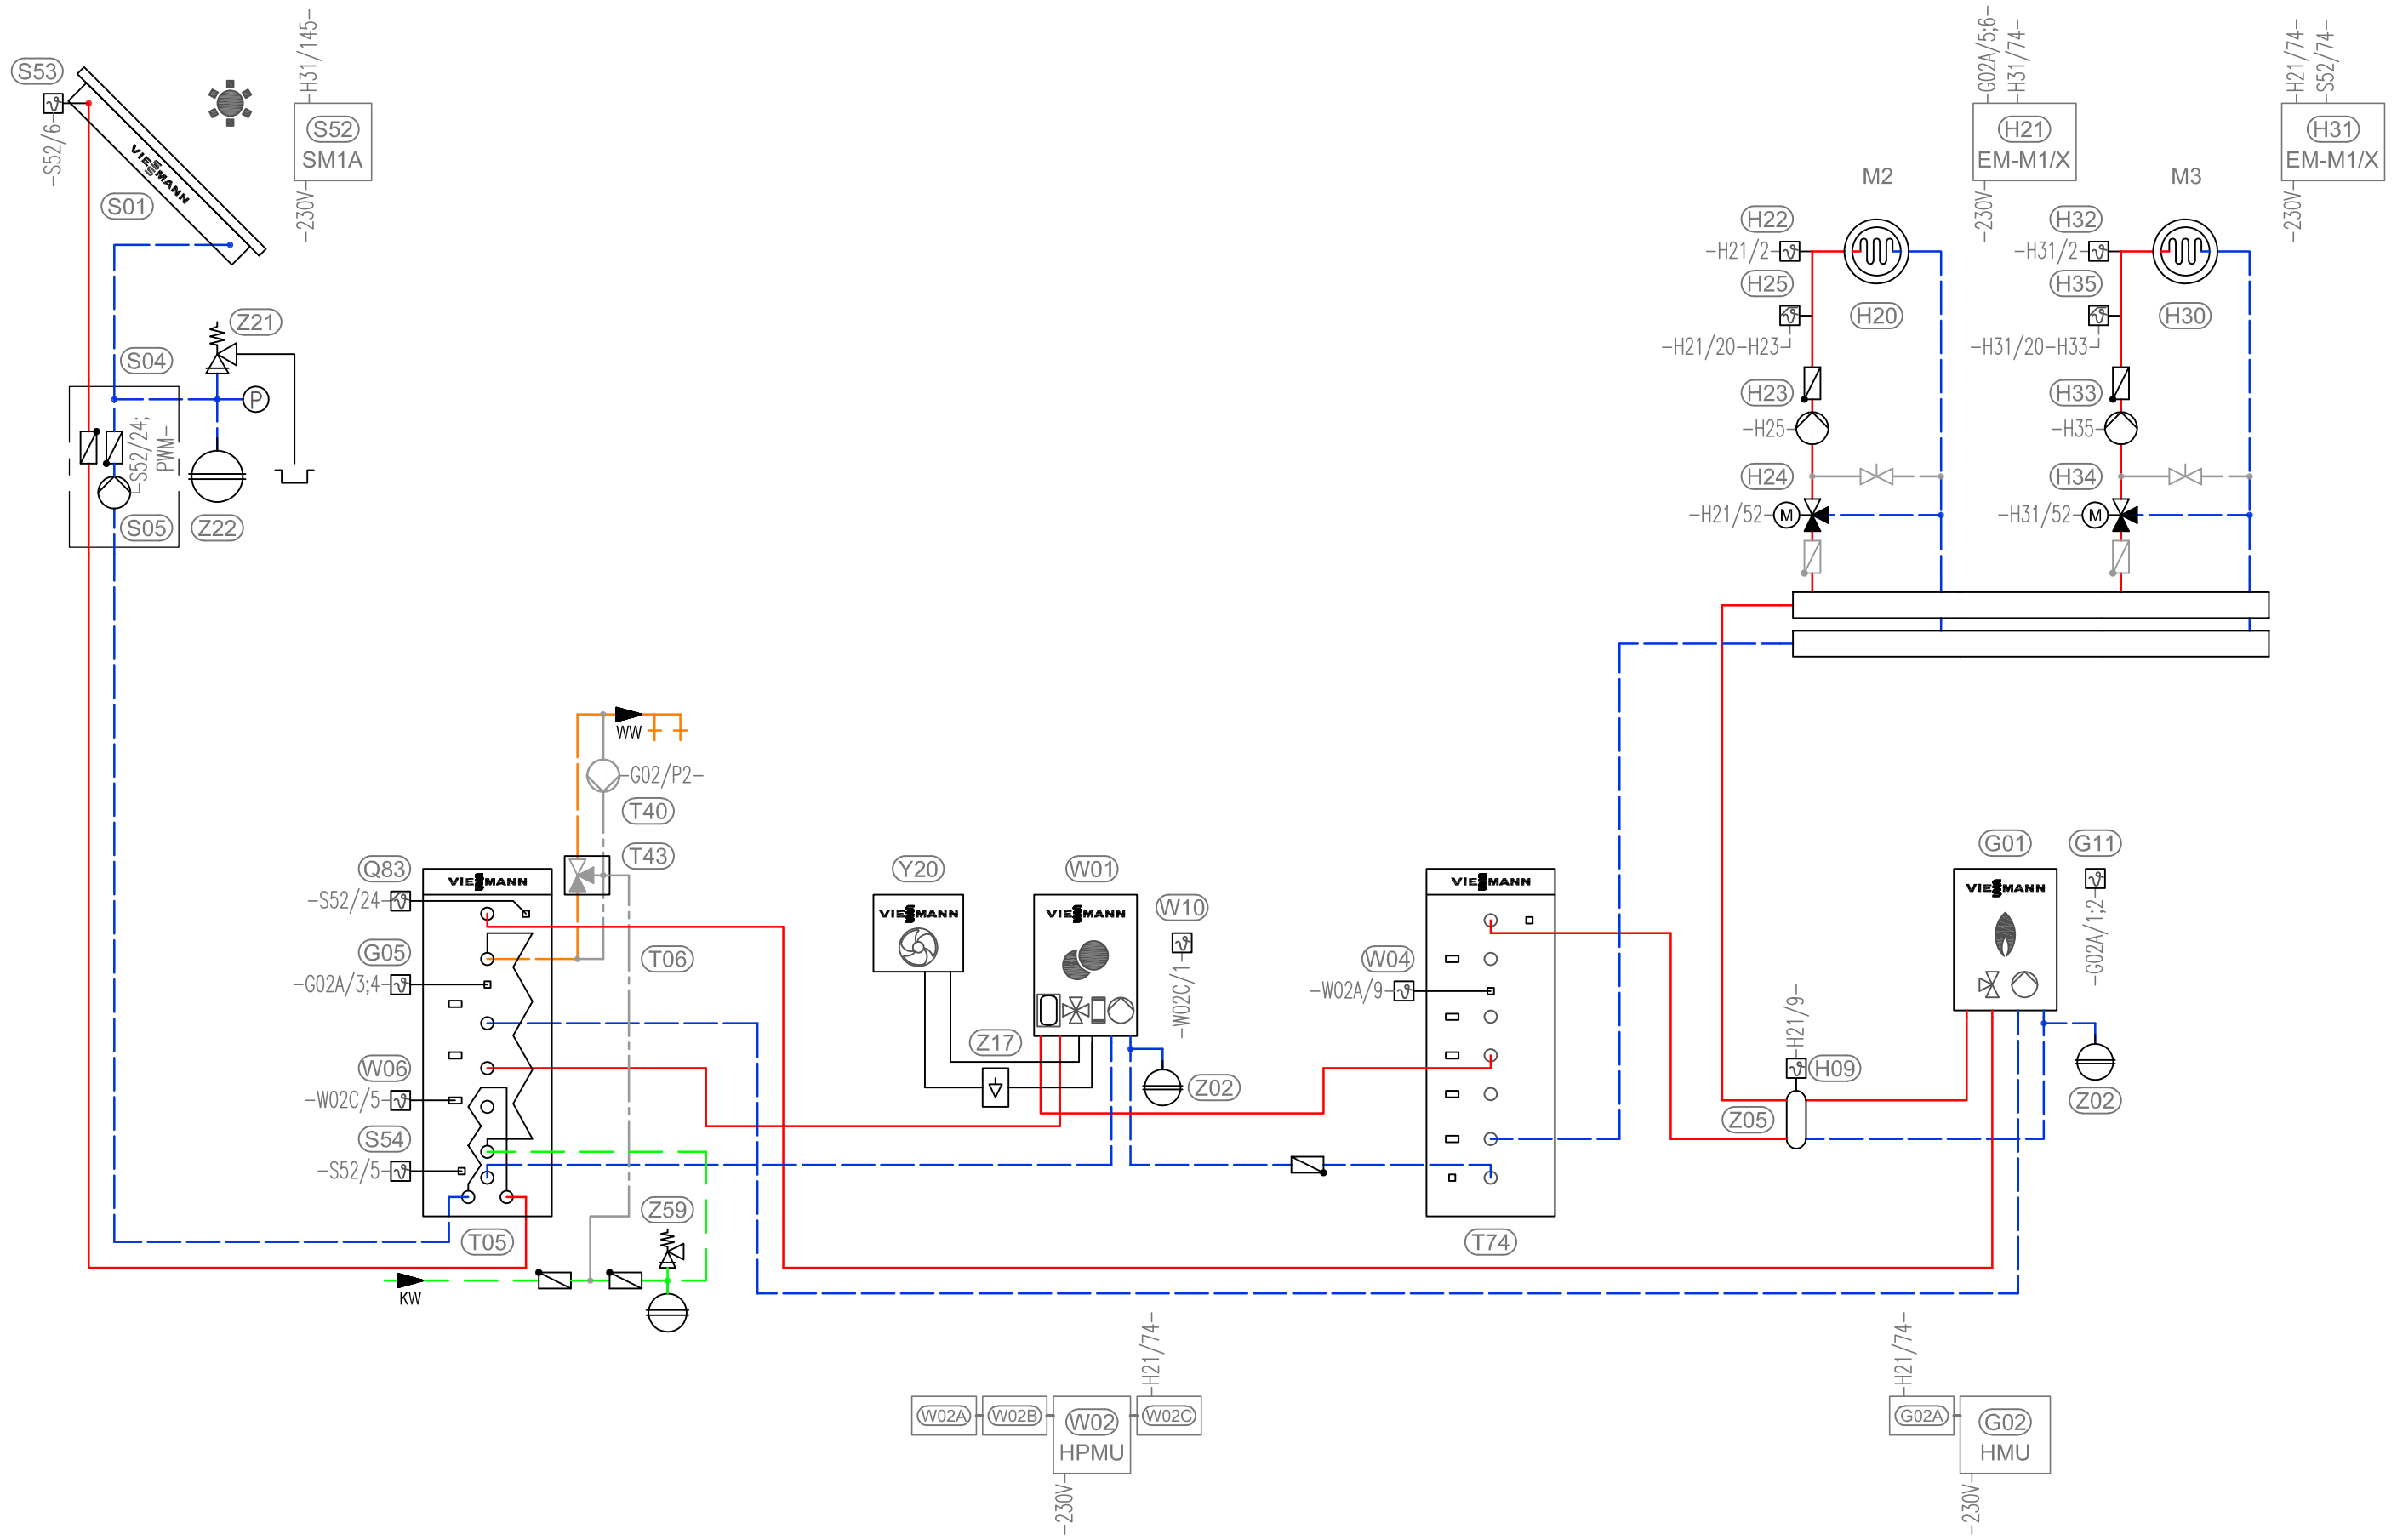 S53
-S52/6-
VIESSMANN
S01
-H31/145-
S52
SM1A
-230V-
S04
-S52/24;
PWM-
S05
Z21
P
Z22
G02A/5;6-
-H31/74-
H21
EM-M1/X
-230V-
-H21/74-
S52/74-
H31
EM-M1/X
-230V-
M2
M3
H22
-H21/2-
H25
-H21/20-H23-
H20
H23
-H25-
H24
-H21/52-
M
H32
-H31/2-
H35
-H31/20-H33-
H30
H33
-H35-
H34
-H31/52-
M
WW
-G02/P2-
T40
T43
T06
Q83
-S52/24-
VIESSMANN
G05
-G02A/3;4-
W06
-W02C/5-
S54
-S52/5-
T05
KW
Z59
Y20
VIESSMANN
W01
VIESSMANN
W10
-W02C/1-
Z17
Z02
VIESSMANN
W04
-W02A/9-
T74
-H21/9-
H09
Z05
G01
VIESSMANN
G11
-G02A/1;2-
Z02
-H21/74-
W02A
W02B
W02
HPMU
W02C
-230V-
-H21/74-
G02A
G02
HMU
-230V-